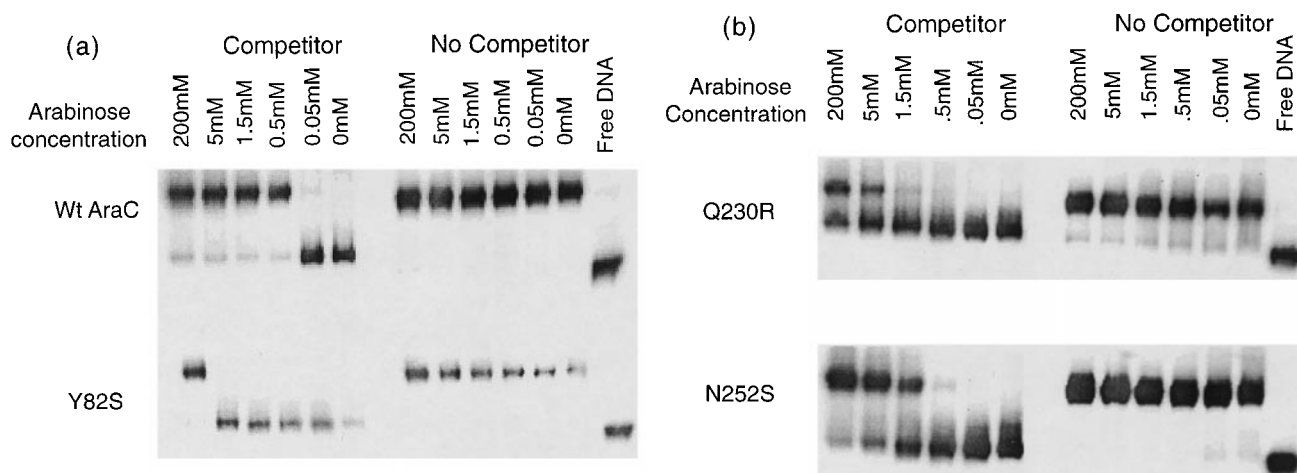 (a)
Competitor
No Competitor
Arabinose
concentration
200mM
5mM
1.5mM
0.5mM
0.05mM
0mM
200mM
5mM
1.5mM
0.5mM
0.05mM
0mM
Free DNA
Wt AraC
Y82S
(b)
Competitor
No Competitor
Arabinose
Concentration
200mM
5mM
1.5mM
.5mM
.05mM
0mM
200mM
5mM
1.5mM
.5mM
.05mM
0mM
Free DNA
Q230R
N252S